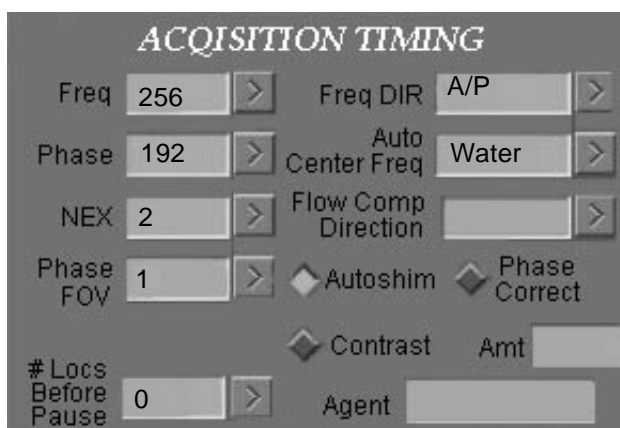 ACQISITION TIMING
Freq 256 > Freq DIR A/P >
Phase 192 > Auto Center Freq Water >
NEX 2 > Flow Comp Direction >
Phase FOV 1 > Autoshim Phase Correct
Contrast Amt
# Locs Before Pause 0 > Agent